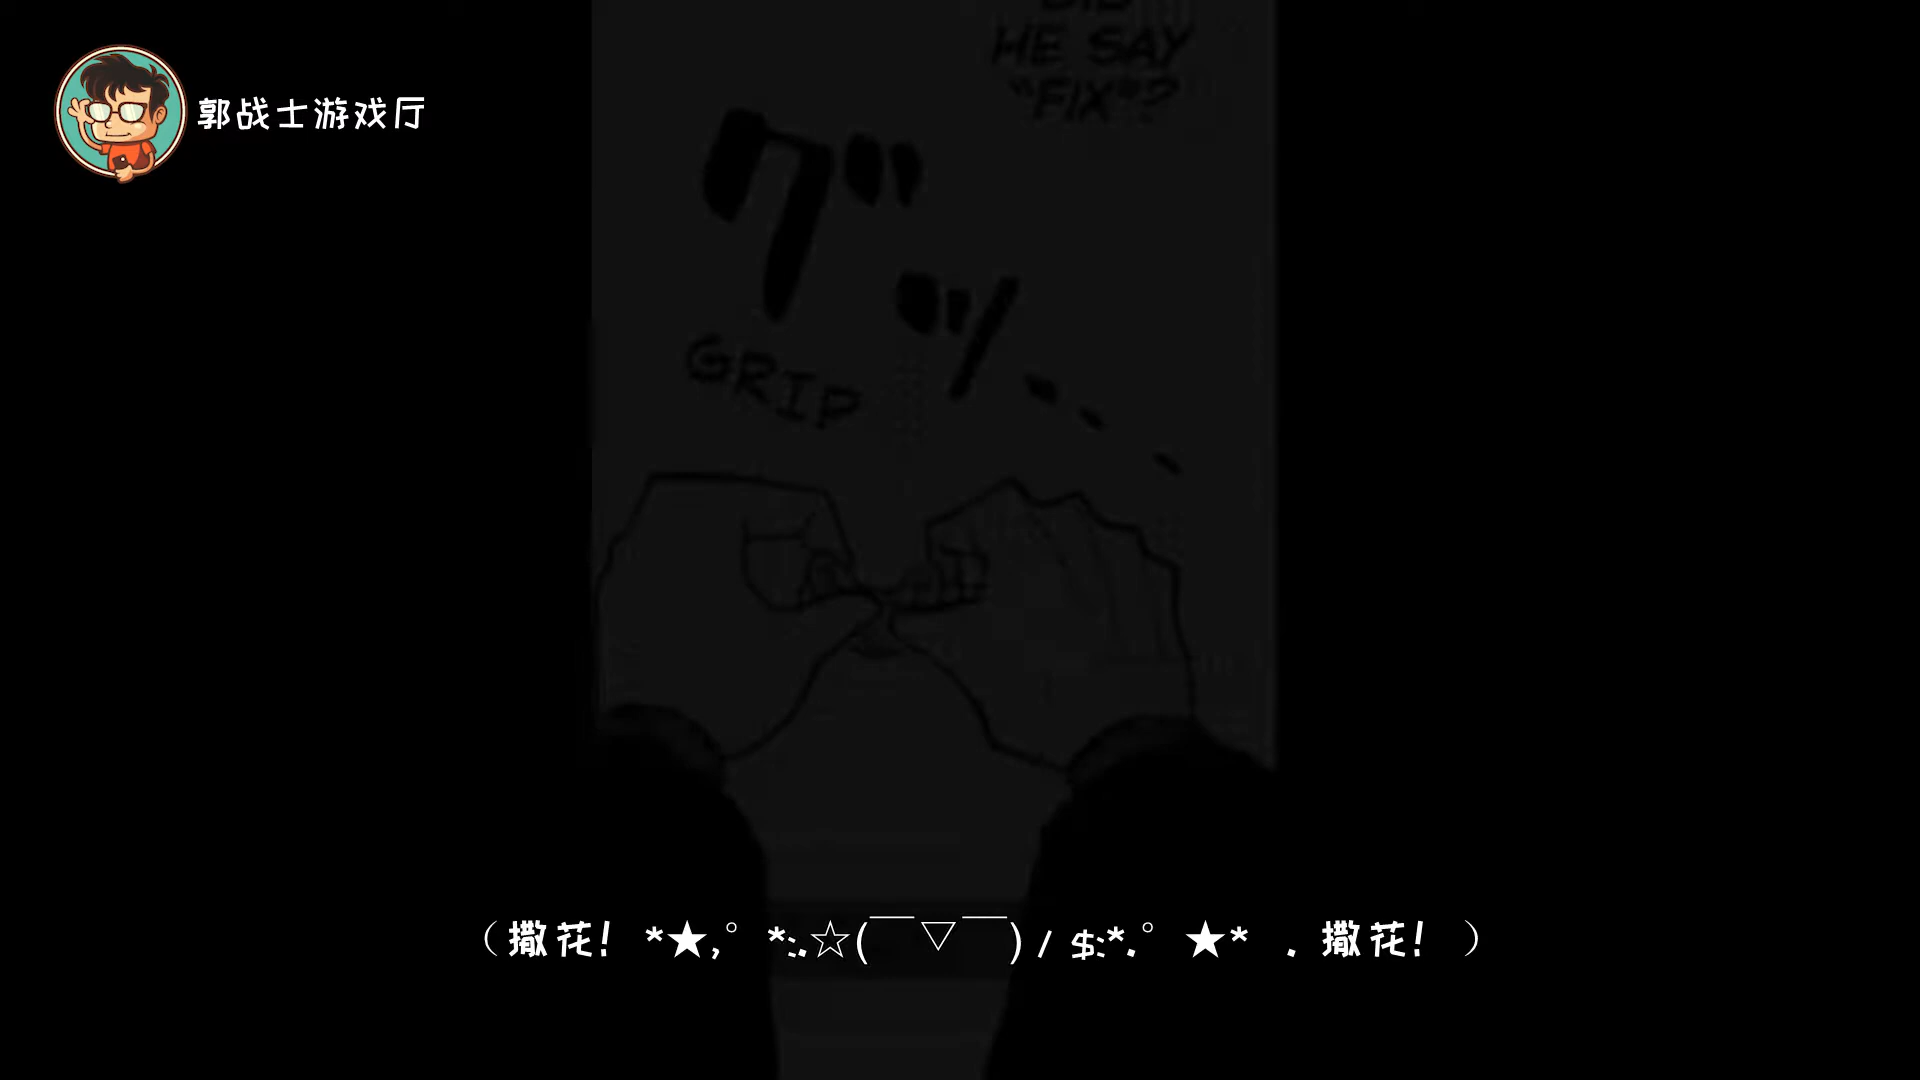 郭战士游戏厅
DID
HE SAY
"FIX"?
グッ
GRIP
（撒花！*★,°*:.☆(￣▽￣)/$:*.°★* .撒花！）